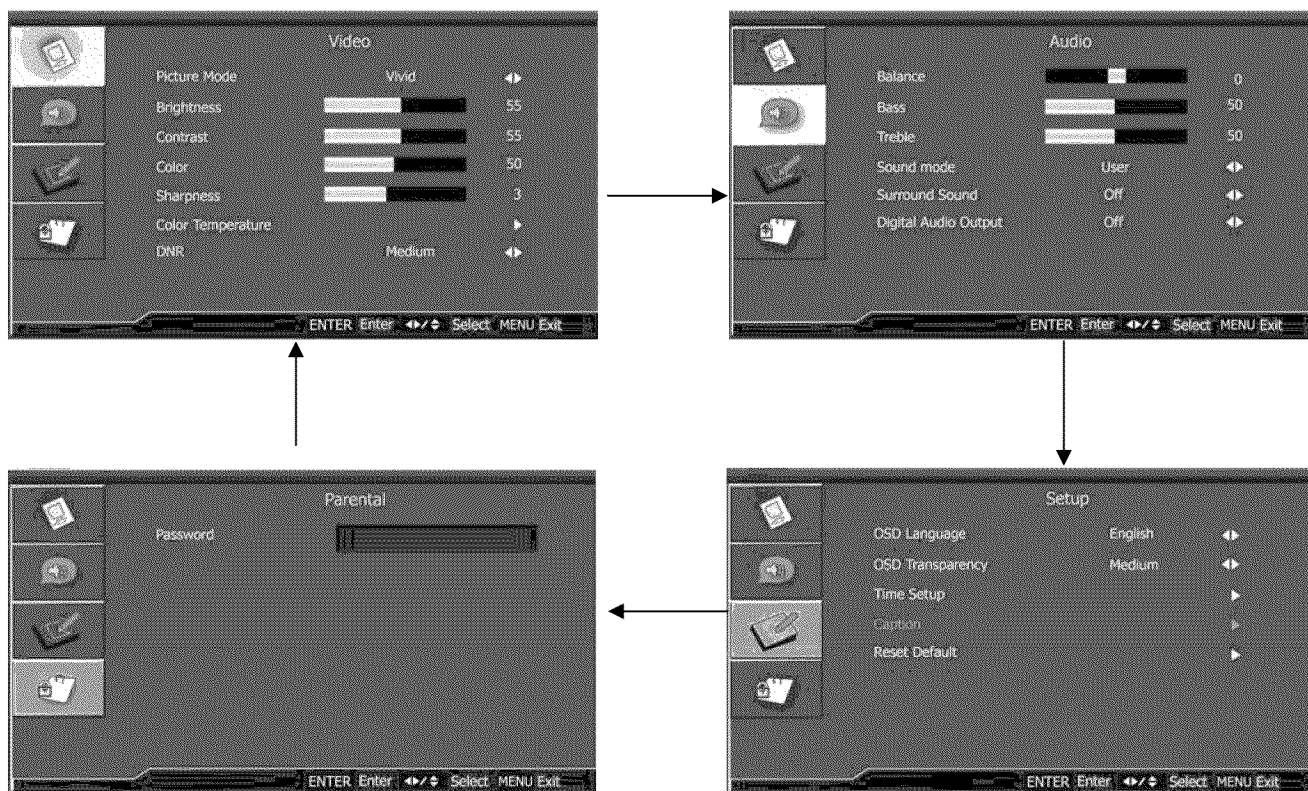 Video
Picture Mode Vivid
Brightness 55
Contrast 55
Color 50
Sharpness 3
Color Temperature
DNR Medium
ENTER Enter Select MENU Exit
Audio
Balance 0
Bass 50
Treble 50
Sound mode User
Surround Sound Off
Digital Audio Output Off
ENTER Enter Select MENU Exit
Parental
Password
ENTER Enter Select MENU Exit
Setup
OSD Language English
OSD Transparency Medium
Time Setup
Caption
Reset Default
ENTER Enter Select MENU Exit